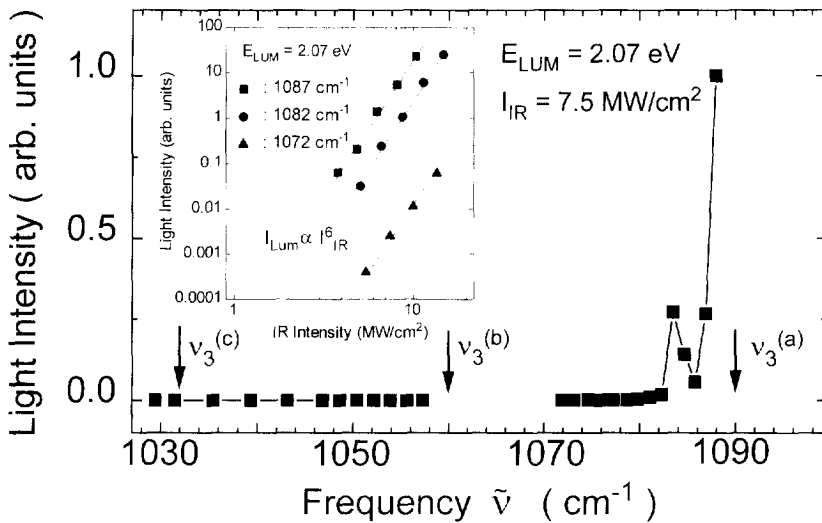 Light Intensity ( arb. units)
1.0
0.5
0.0
100
10
1
0.1
0.01
0.001
0.0001
Light Intensity (arb. units)
E_LUM = 2.07 eV
■ : 1087 cm⁻¹
● : 1082 cm⁻¹
▲ : 1072 cm⁻¹
I_Lum ∝ I⁶_IR
1
10
IR Intensity (MW/cm²)
E_LUM = 2.07 eV
I_IR = 7.5 MW/cm²
ν₃⁽ᶜ⁾
ν₃⁽ᵇ⁾
ν₃⁽ᵃ⁾
1030
1050
1070
1090
Frequency ν̃ ( cm⁻¹)